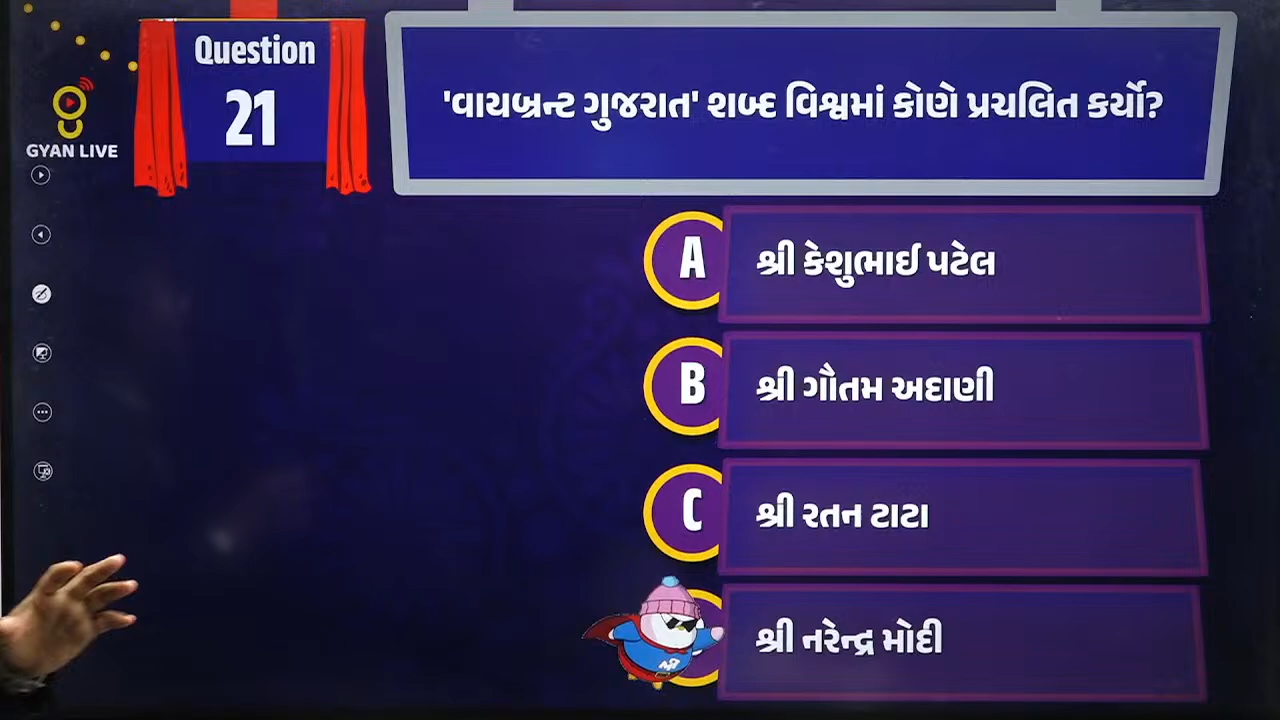 Question
21
GYAN LIVE
'વાયબ્રન્ટ ગુજરાત' શબ્દ વિશ્વમાં કોણે પ્રચલિત કર્યો?
A
શ્રી કેશુભાઈ પટેલ
B
શ્રી ગૌતમ અદાણી
C
શ્રી રતન ટાટા
શ્રી નરેન્દ્ર મોદી